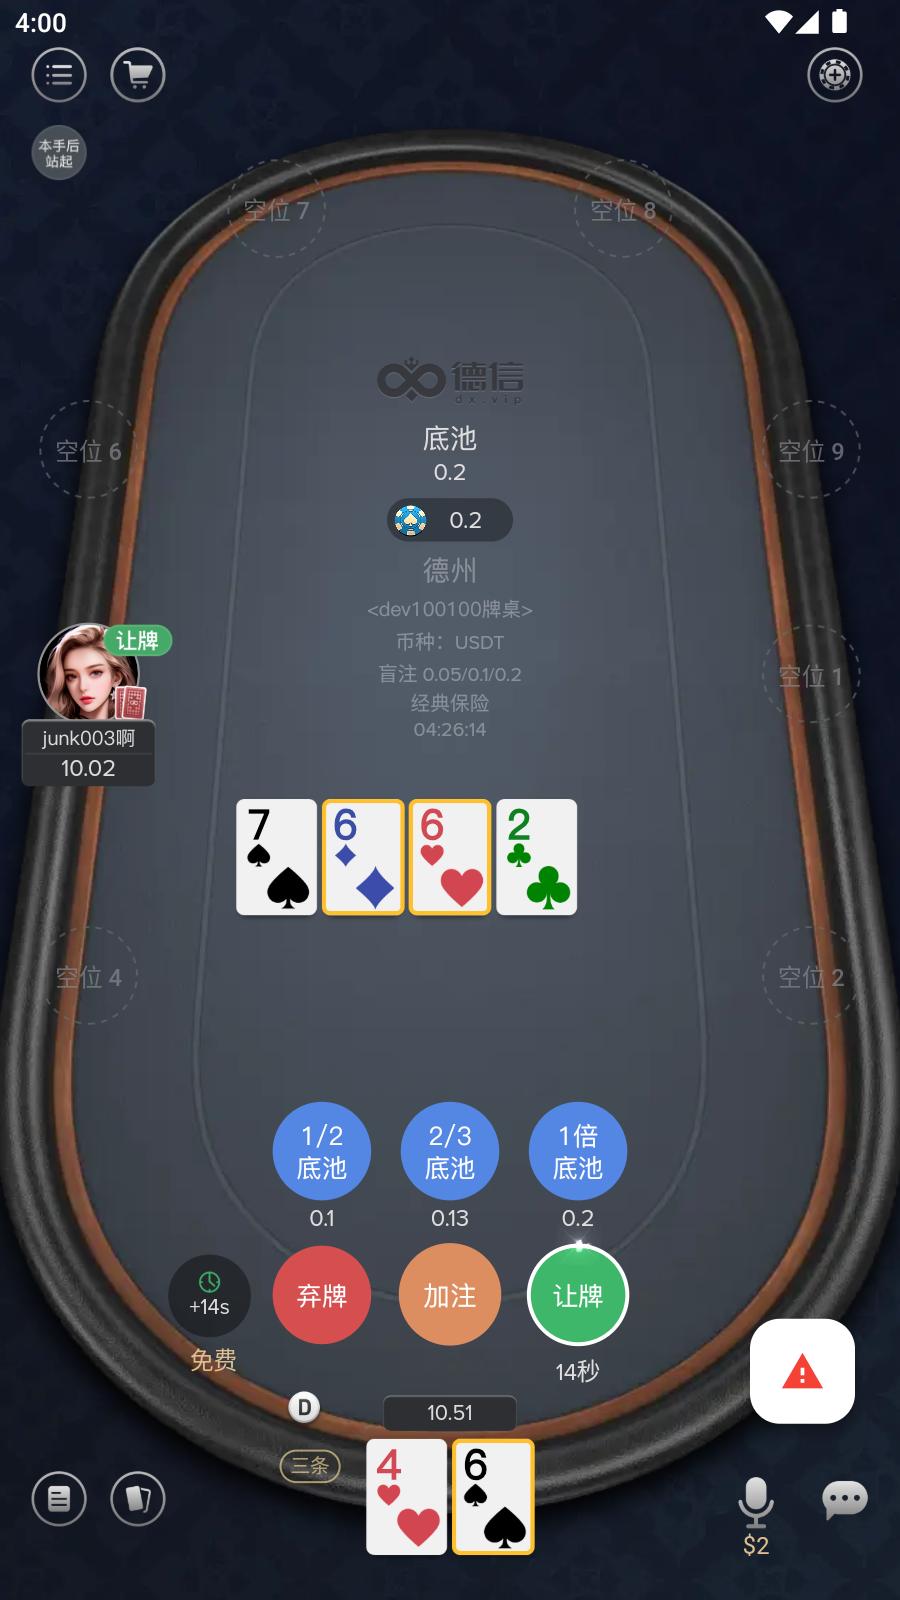 4:00
本手后
站起
空位 7
空位 8
德信
dx.vip
底池
0.2
0.2
空位 6
空位 9
德州
<dev100100牌桌>
币种：USDT
盲注 0.05/0.1/0.2
经典保险
04:26:14
让牌
junk003啊
10.02
空位 1
7
6
6
2
空位 4
空位 2
1/2
底池
2/3
底池
1倍
底池
0.1
0.13
0.2
+14s
弃牌
加注
让牌
免费
14秒
D
10.51
三条
4
6
$2